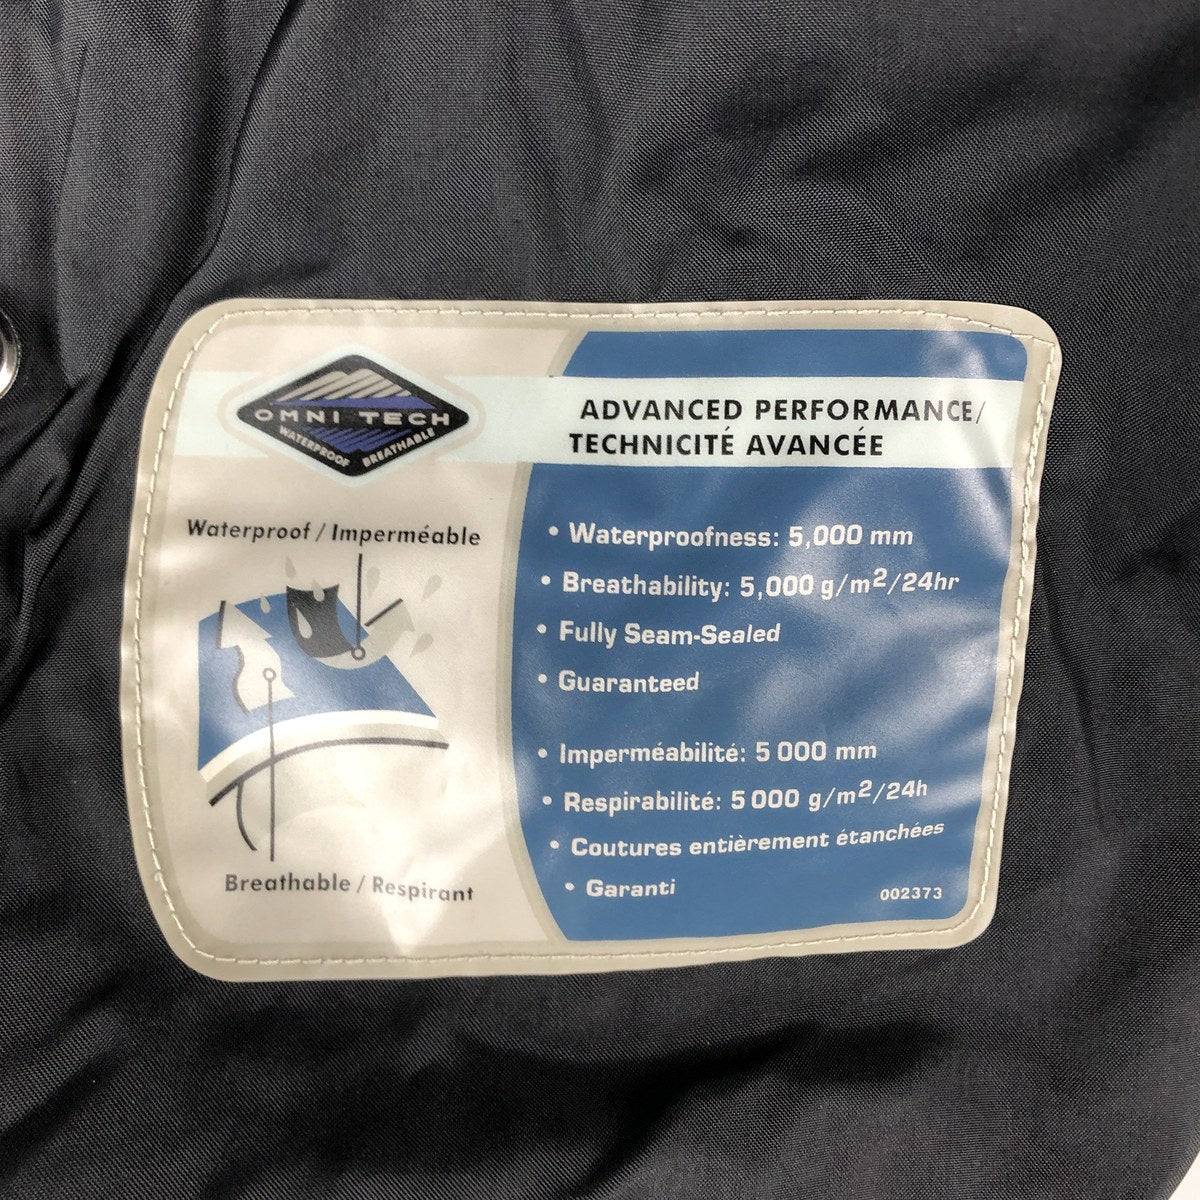 OMNI TECH
WATERPROOF BREATHABLE
ADVANCED PERFORMANCE/
TECHNICITÉ AVANCÉE
Waterproof / Imperméable
Breathable / Respirant
• Waterproofness: 5,000 mm
• Breathability: 5,000 g/m2/24hr
• Fully Seam-Sealed
• Guaranteed
• Imperméabilité: 5 000 mm
• Respirabilité: 5 000 g/m2/24h
• Coutures entièrement étanchées
• Garanti
002373